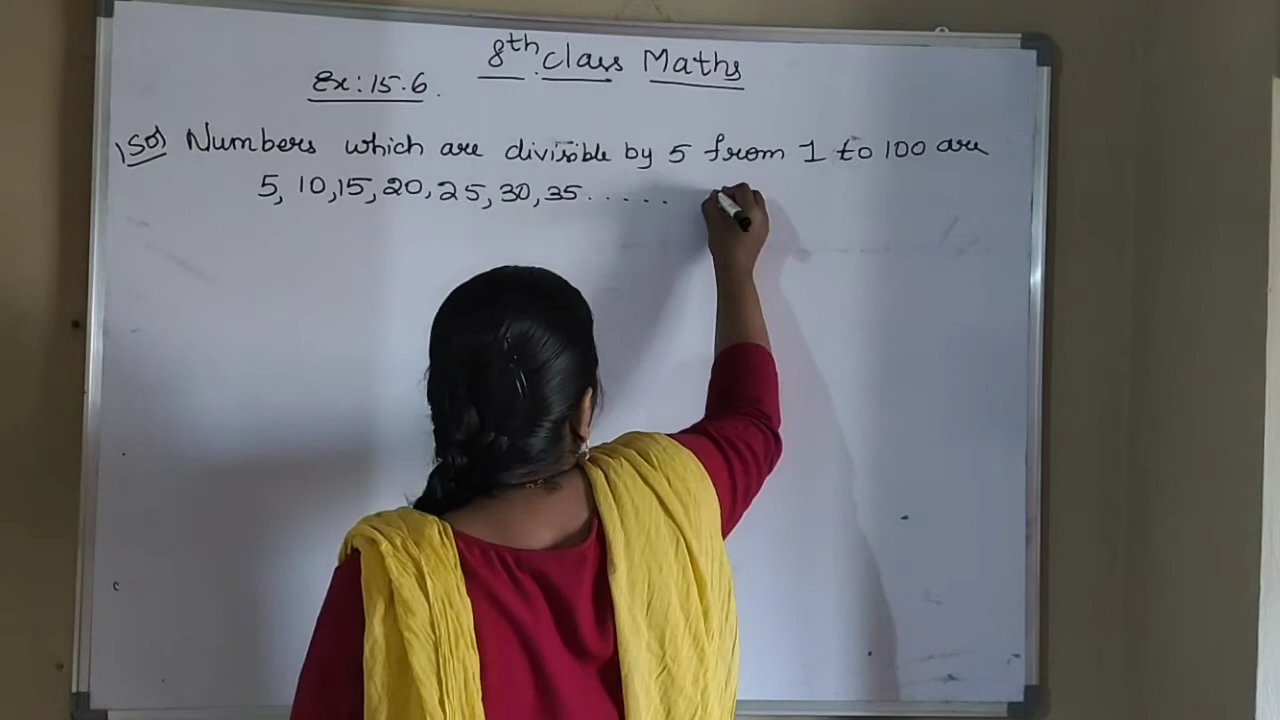 8th class Maths
Ex: 15.6.
1Sol Numbers which are divisible by 5 from 1 to 100 are
5, 10, 15, 20, 25, 30, 35.....